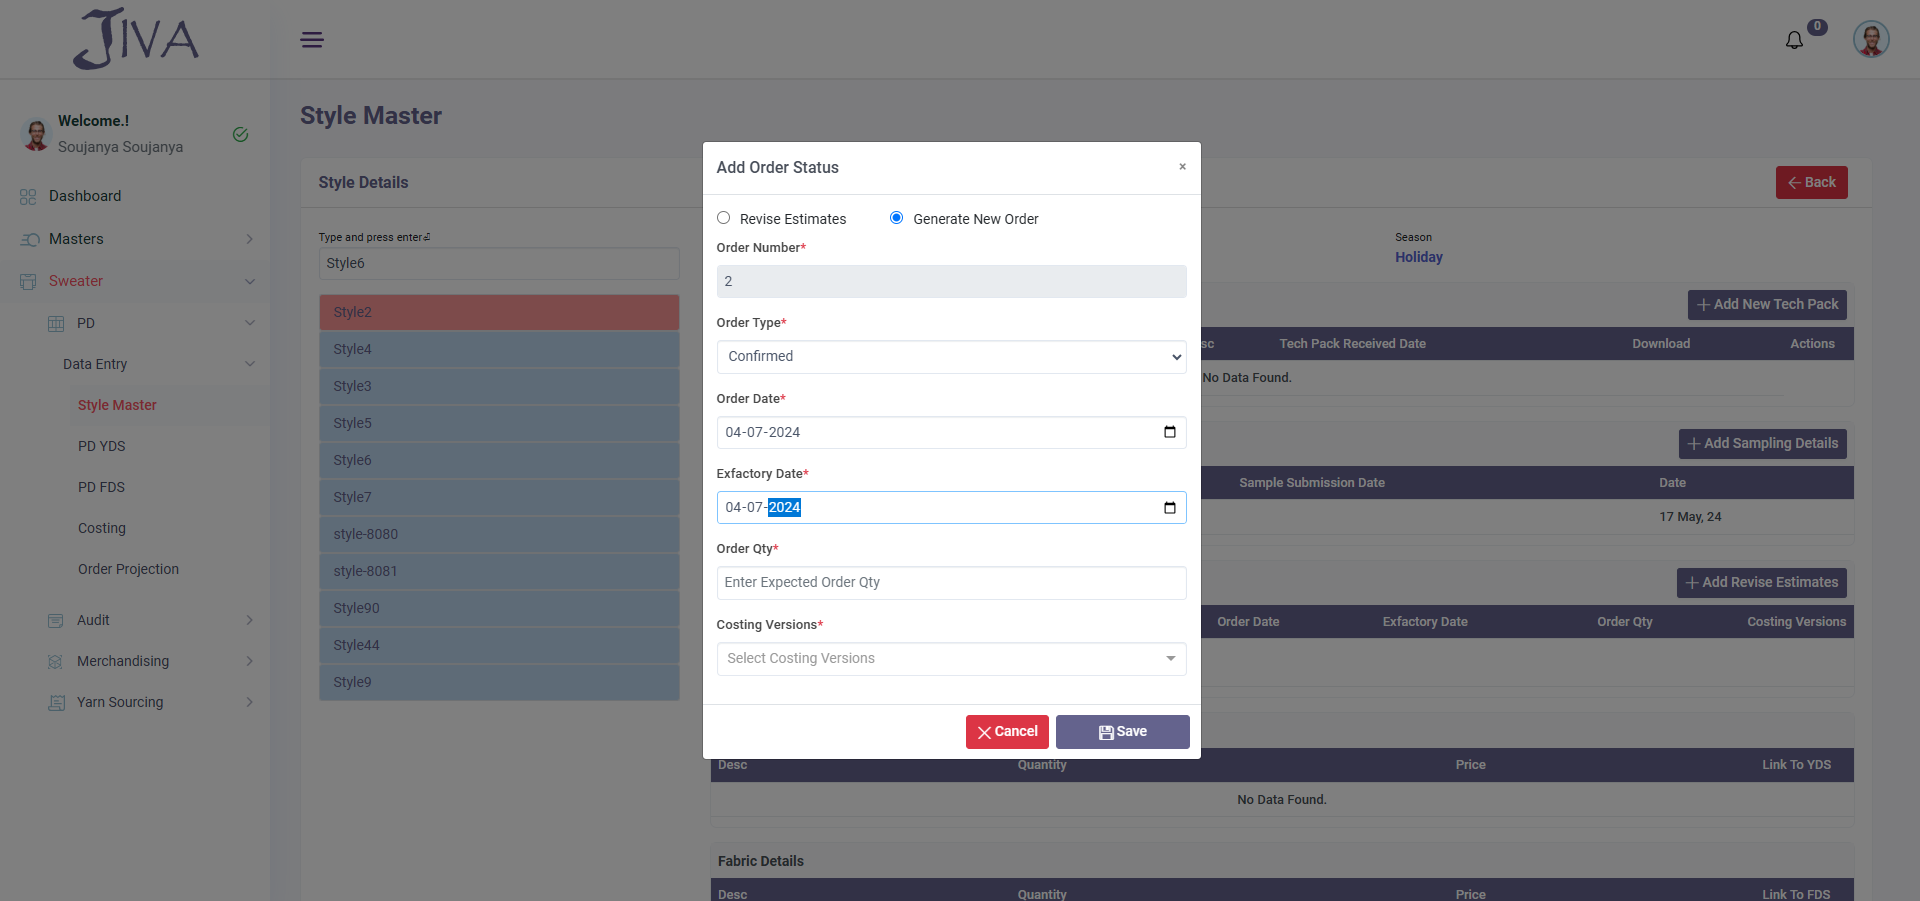 JIVA
0
Welcome.!
Soujanya Soujanya
Dashboard
Masters
Sweater
PD
Data Entry
Style Master
PD YDS
PD FDS
Costing
Order Projection
Audit
Merchandising
Yarn Sourcing
Style Master
Style Details
Back
Type and press enter⏎
Style6
Style2
Style4
Style3
Style5
Style6
Style7
style-8080
style-8081
Style90
Style44
Style9
Add Order Status ×
Revise Estimates Generate New Order
Order Number*
2
Order Type*
Confirmed
Order Date*
04-07-2024
Exfactory Date*
04-07-2024
Order Qty*
Enter Expected Order Qty
Costing Versions*
Select Costing Versions
Cancel Save
Season
Holiday
Add New Tech Pack
sc Tech Pack Received Date Download Actions
No Data Found.
Add Sampling Details
Sample Submission Date Date
17 May, 24
Add Revise Estimates
Order Date Exfactory Date Order Qty Costing Versions
Desc Quantity Price Link To YDS
No Data Found.
Fabric Details
Desc Quantity Price Link To FDS